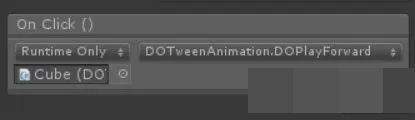 On Click ()
Runtime Only DOTweenAnimation.DOPlayForward
Cube (DO